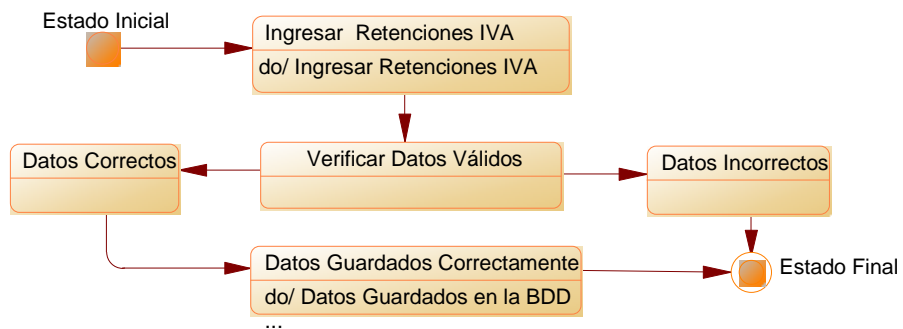 Estado Inicial
Ingresar Retenciones IVA
do/ Ingresar Retenciones IVA
Datos Correctos
Verificar Datos Válidos
Datos Incorrectos
Datos Guardados Correctamente
do/ Datos Guardados en la BDD
...
Estado Final